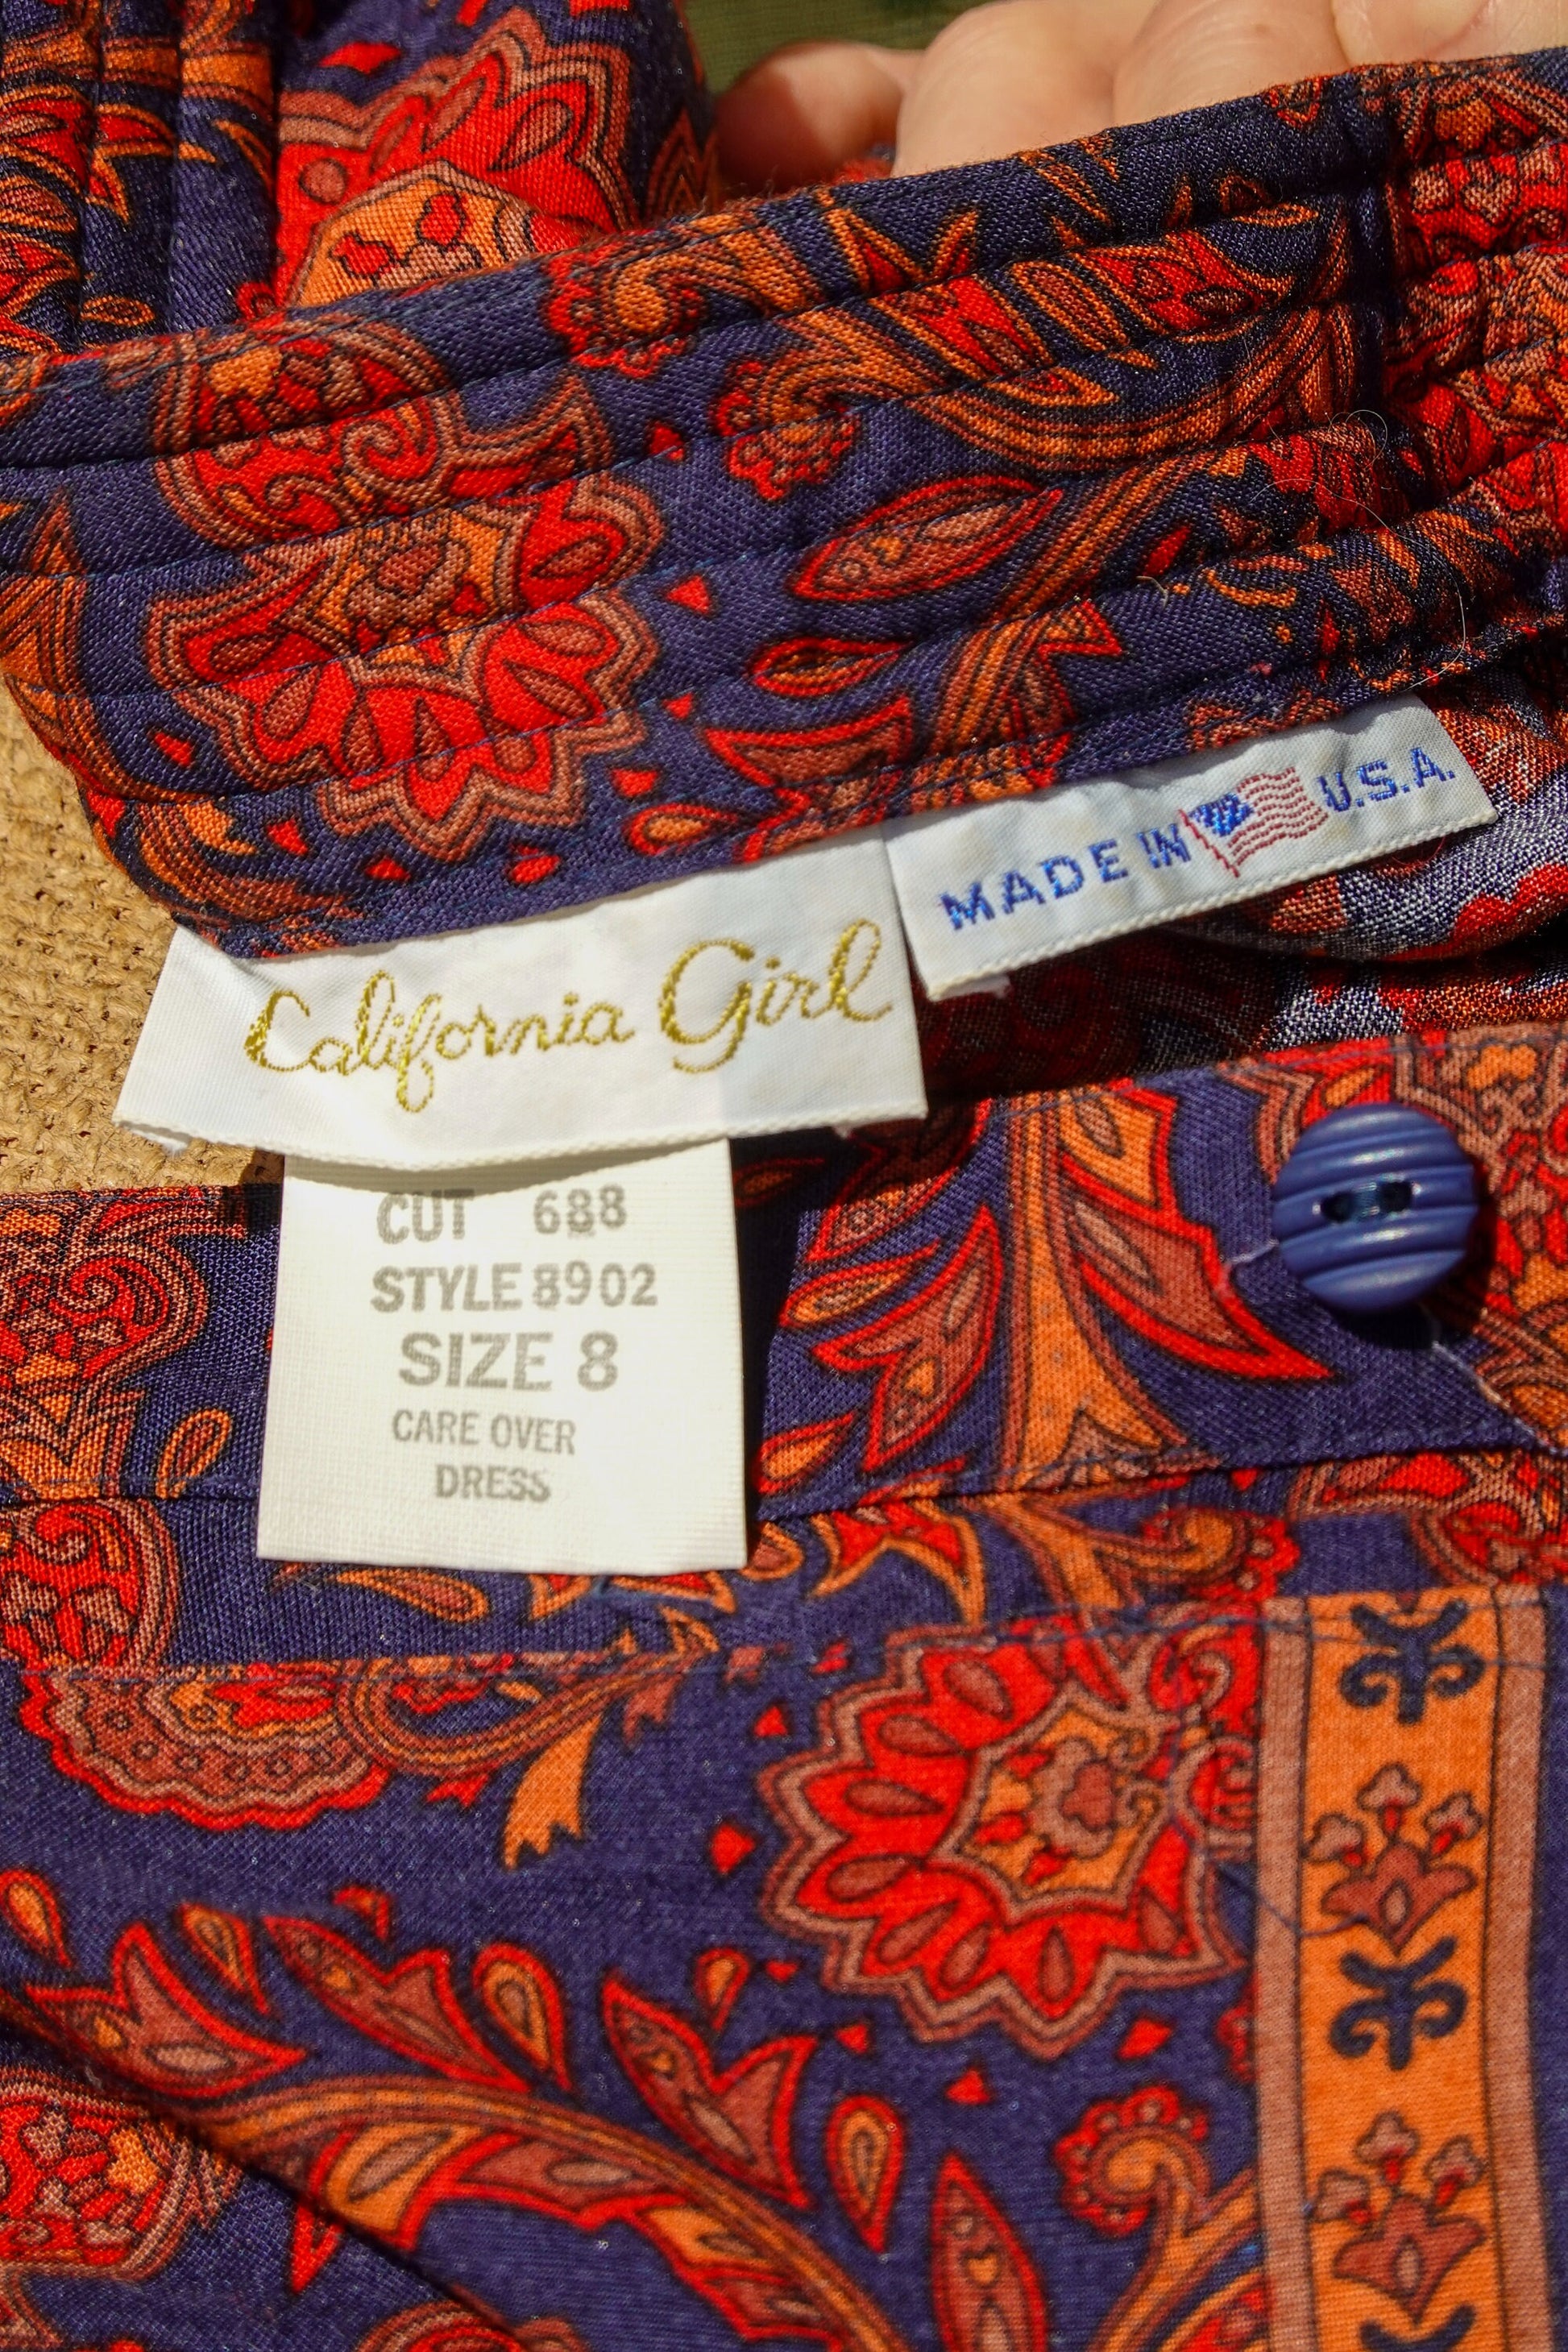 MADE IN U.S.A.
California Girl
CUT 688
STYLE 8902
SIZE 8
CARE OVER
DRESS